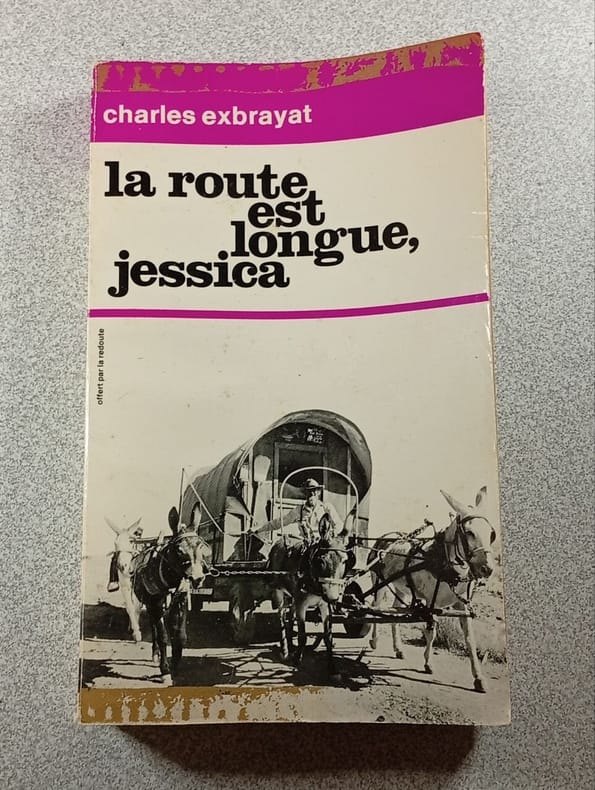 charles exbrayat
la route
est
longue,
jessica
offert par la redoute